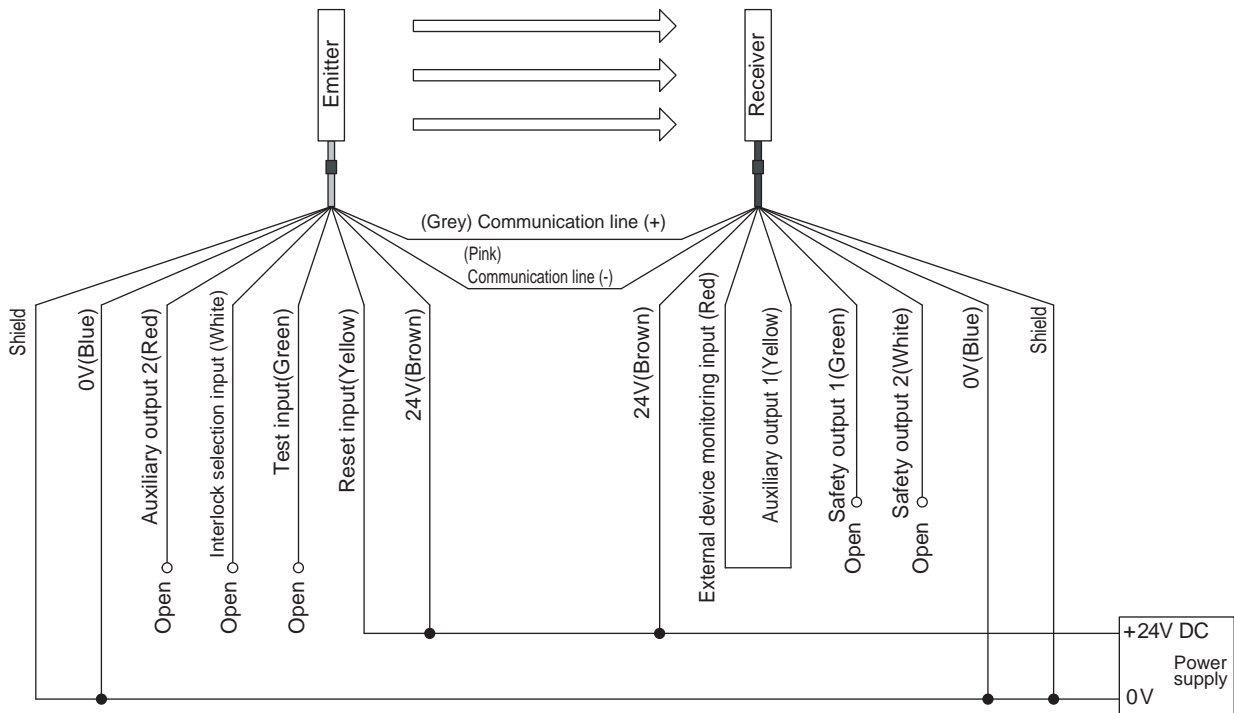 Emitter
Receiver
(Grey) Communication line (+)
(Pink)
Communication line (-)
Shield
0V(Blue)
Auxiliary output 2(Red)
Open
Interlock selection input (White)
Open
Test input(Green)
Open
Reset input(Yellow)
24V(Brown)
24V(Brown)
External device monitoring input (Red)
Auxiliary output 1(Yellow)
Safety output 1(Green)
Open
Safety output 2(White)
Open
0V(Blue)
Shield
+24V DC
Power
supply
0V